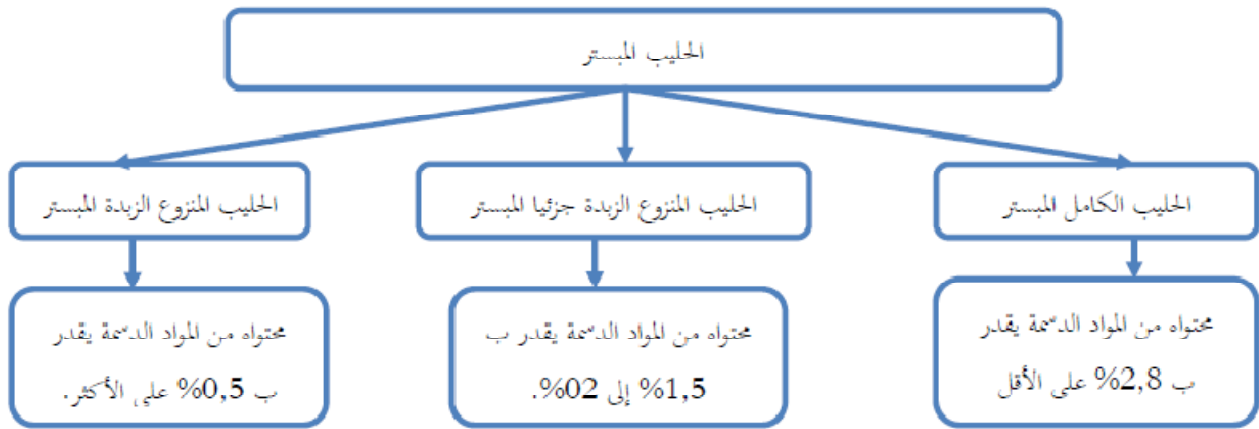 الحليب المبستر
الحليب الكامل المبستر
الحليب المنزوع الزبدة جزئيا المبستر
الحليب المنزوع الزبدة المبستر
محتواه من المواد الدسمة يقدر
ب 2,8% على الأقل
محتواه من المواد الدسمة يقدر ب
1,5% إلى 02%.
محتواه من المواد الدسمة يقدر
ب 0,5% على الأكثر.